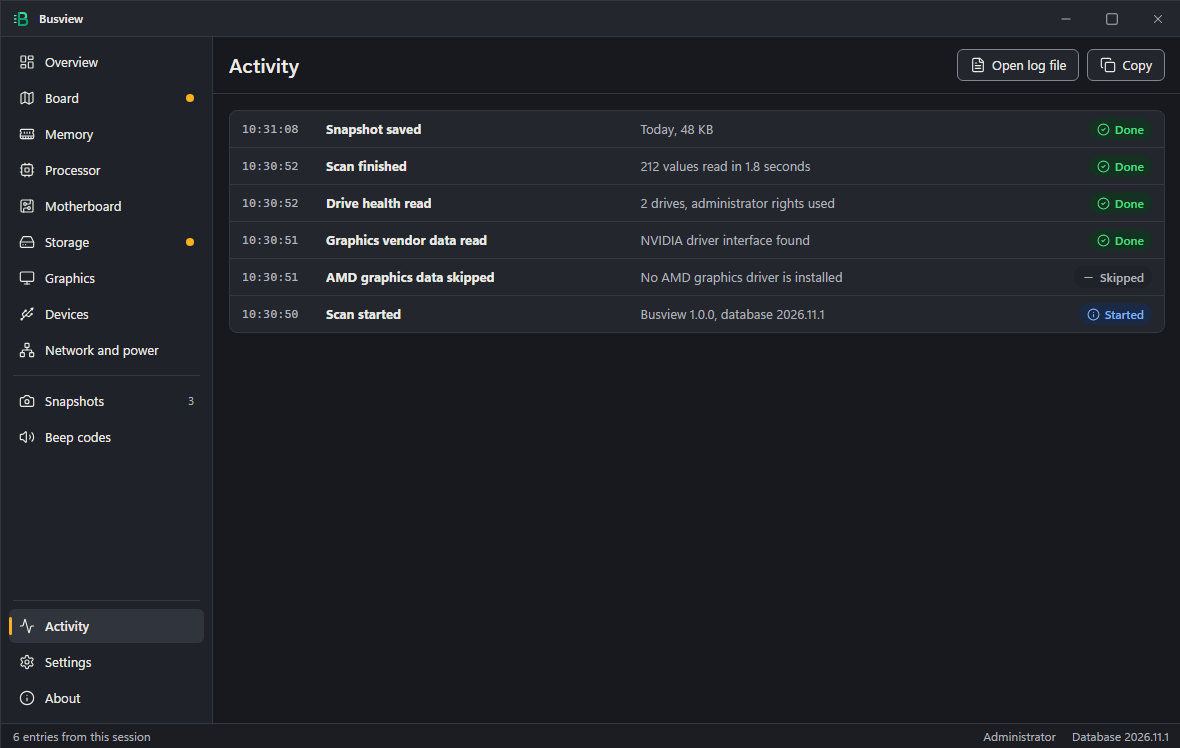 Busview
Overview
Board
Memory
Processor
Motherboard
Storage
Graphics
Devices
Network and power
Snapshots 3
Beep codes
Activity
Settings
About
Activity
Open log file
Copy
10:31:08 Snapshot saved Today, 48 KB Done
10:30:52 Scan finished 212 values read in 1.8 seconds Done
10:30:52 Drive health read 2 drives, administrator rights used Done
10:30:51 Graphics vendor data read NVIDIA driver interface found Done
10:30:51 AMD graphics data skipped No AMD graphics driver is installed Skipped
10:30:50 Scan started Busview 1.0.0, database 2026.11.1 Started
6 entries from this session
Administrator
Database 2026.11.1